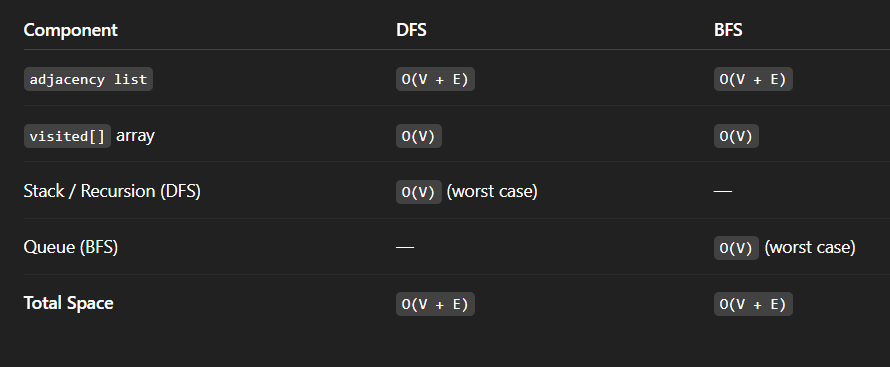 Component DFS BFS
adjacency list O(V + E) O(V + E)
visited[] array O(V) O(V)
Stack / Recursion (DFS) O(V) (worst case) —
Queue (BFS) — O(V) (worst case)
Total Space O(V + E) O(V + E)